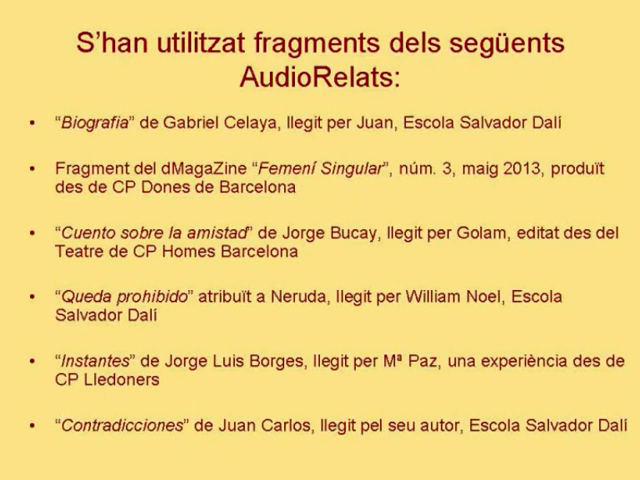 S’han utilitzat fragments dels següents
AudioRelats:
• “Biografia” de Gabriel Celaya, llegit per Juan, Escola Salvador Dalí
• Fragment del dMagaZine “Femení Singular”, núm. 3, maig 2013, produït
des de CP Dones de Barcelona
• “Cuento sobre la amistad” de Jorge Bucay, llegit per Golam, editat des del
Teatre de CP Homes Barcelona
• “Queda prohibido” atribuït a Neruda, llegit per William Noel, Escola
Salvador Dalí
• “Instantes” de Jorge Luis Borges, llegit per Mª Paz, una experiència des de
CP Lledoners
• “Contradicciones” de Juan Carlos, llegit pel seu autor, Escola Salvador Dalí